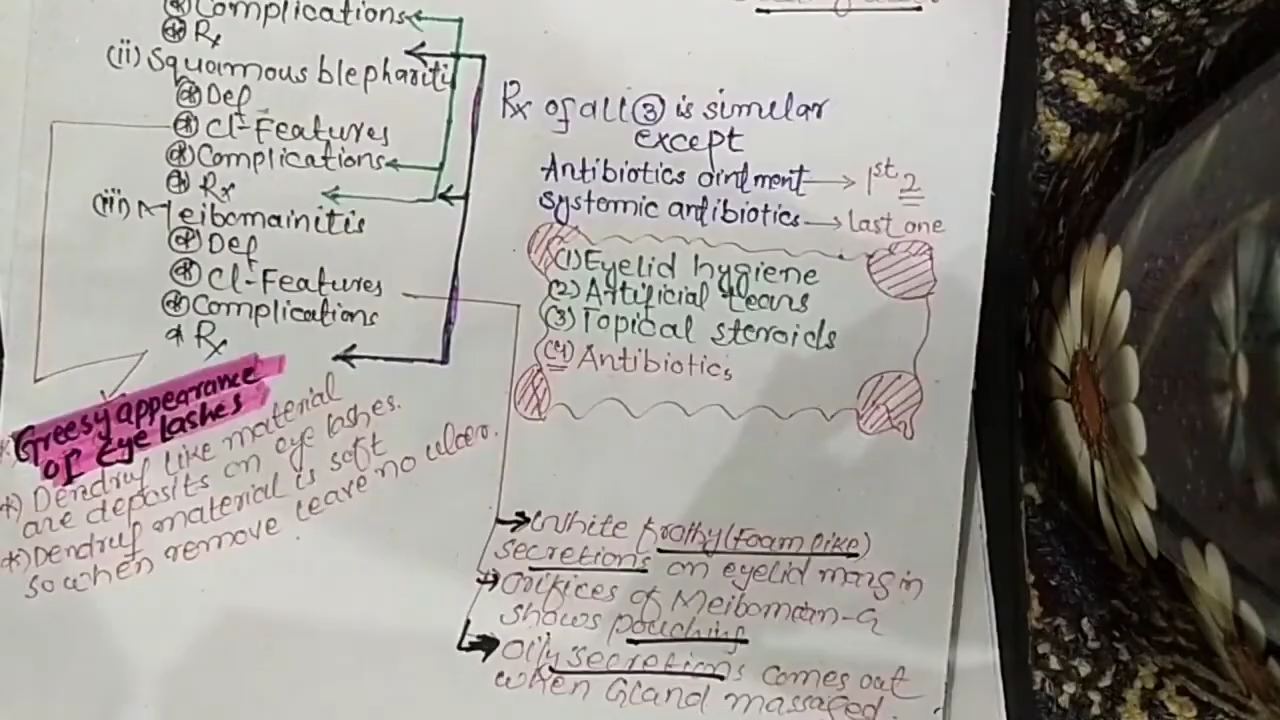 Complications
Rx
(ii) Squamous blephariti
Def
Cl-Features
Complications
Rx
(iii) Meibomainitis
Def
Cl-Features
Complications
Rx
Greesy appearance
of Eye lashes
*) Dendruf like material
are deposits on eye lashes.
*) Dendruf material is soft
so when remove leave no ulcer.
Rx of all ③ is similar
except
Antibiotics ointment → 1st 2
systemic antibiotics → last one
(1) Eyelid hygiene
(2) Artificial tears
(3) Topical steroids
(4) Antibiotics
→ White frothy (Foam like)
secretions on eyelid margin
→ Orifices of Meibomian-G
shows pouching
→ Oily secretions comes out
when Gland massaged.